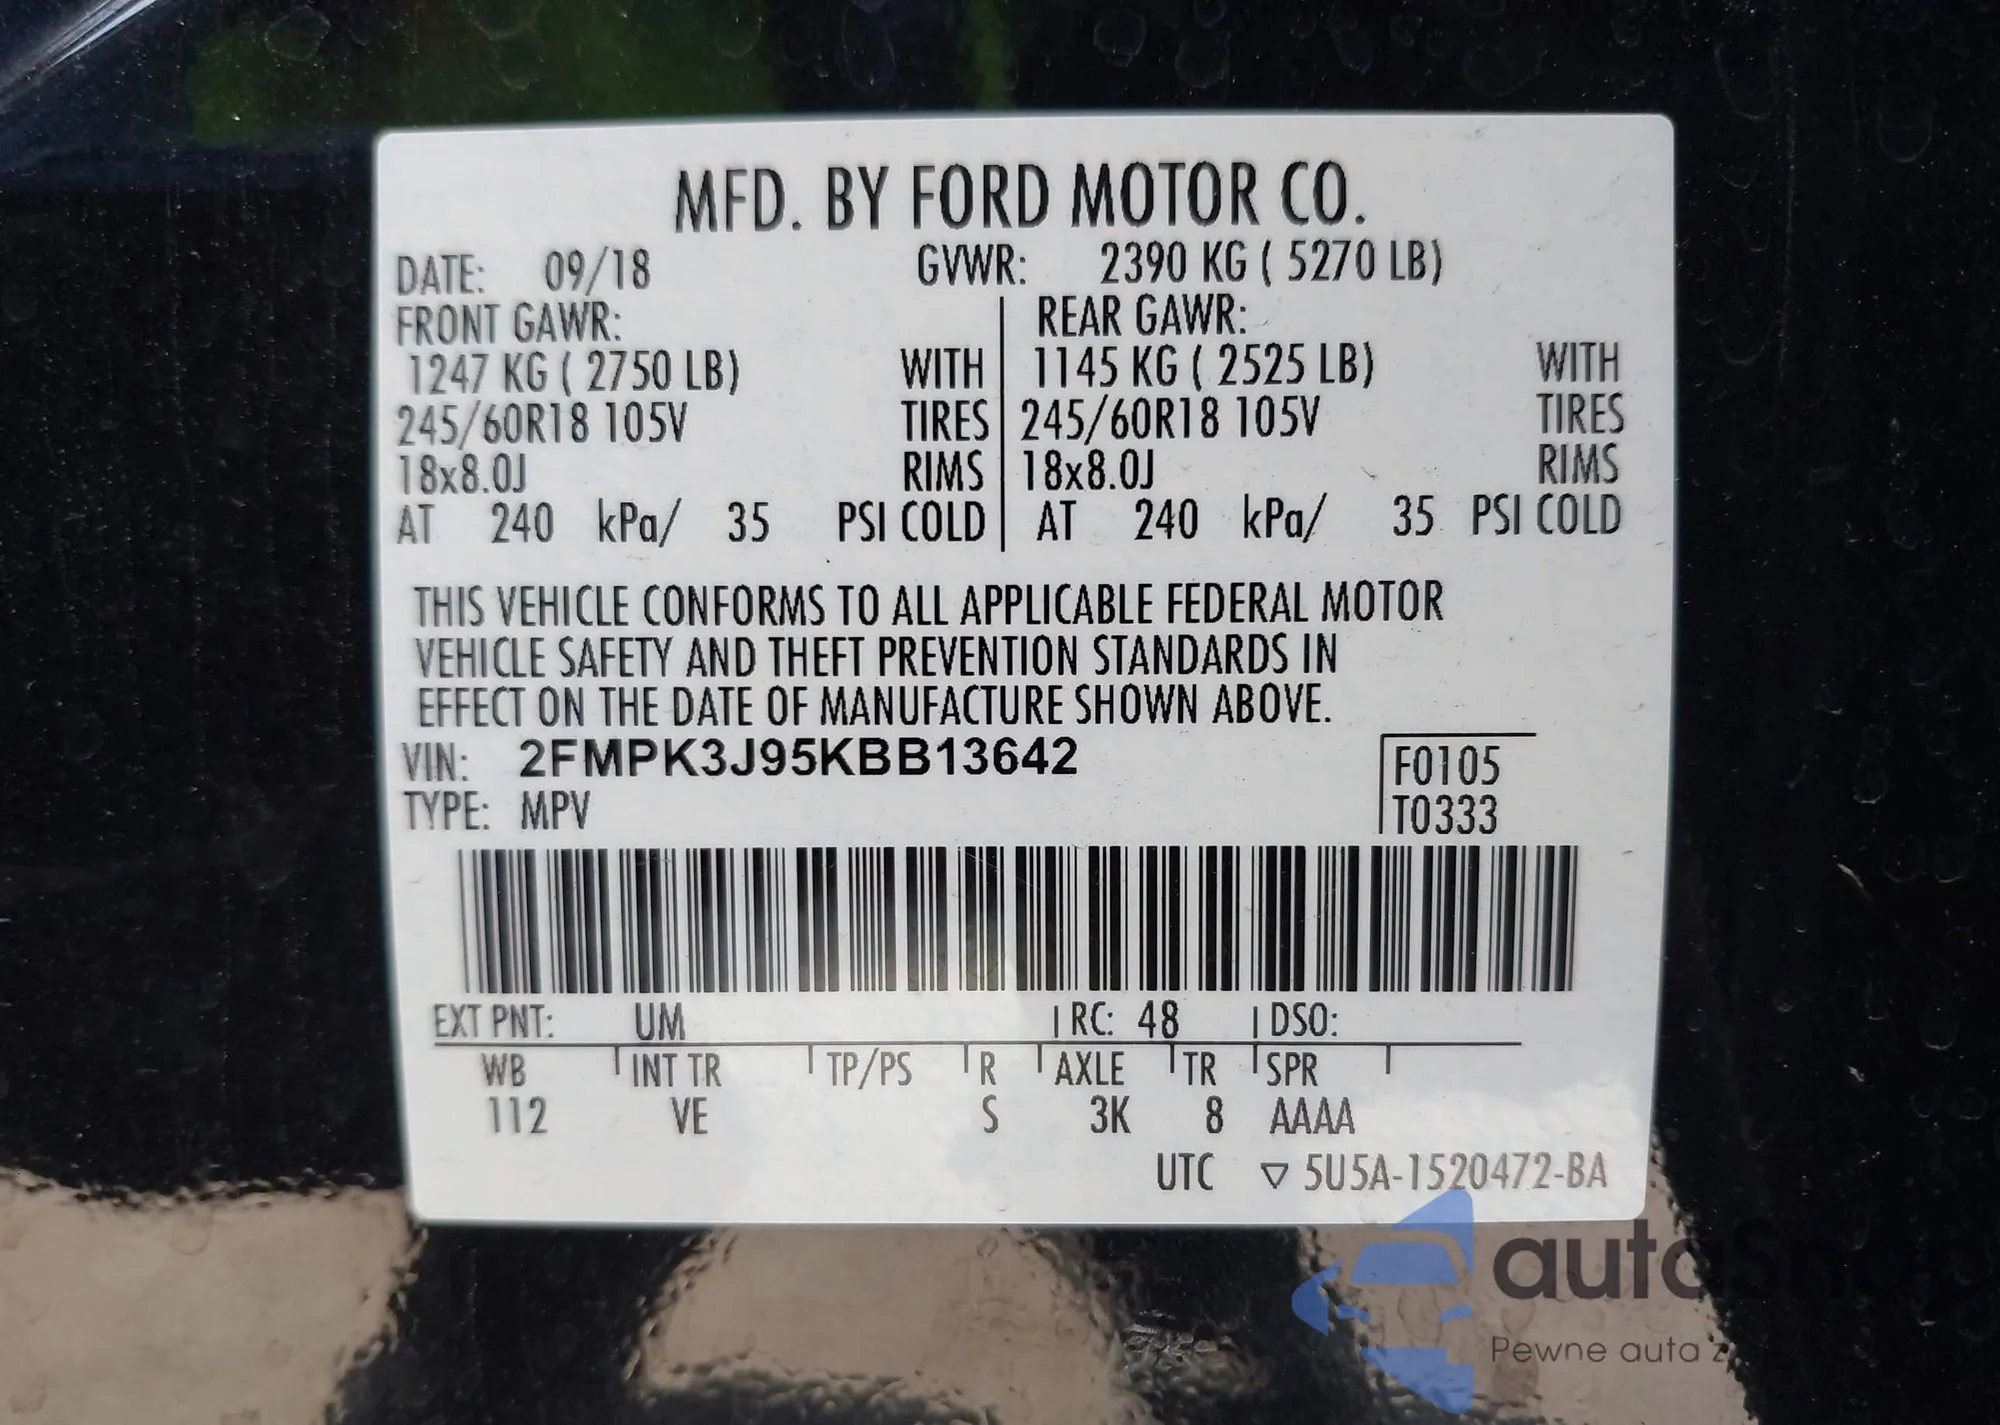 MFD. BY FORD MOTOR CO.
DATE: 09/18 GVWR: 2390 KG ( 5270 LB)
FRONT GAWR: REAR GAWR:
1247 KG ( 2750 LB) WITH 1145 KG ( 2525 LB) WITH
245/60R18 105V TIRES 245/60R18 105V TIRES
18x8.0J RIMS 18x8.0J RIMS
AT 240 kPa/ 35 PSI COLD AT 240 kPa/ 35 PSI COLD
THIS VEHICLE CONFORMS TO ALL APPLICABLE FEDERAL MOTOR
VEHICLE SAFETY AND THEFT PREVENTION STANDARDS IN
EFFECT ON THE DATE OF MANUFACTURE SHOWN ABOVE.
VIN: 2FMPK3J95KBB13642 F0105
TYPE: MPV T0333
EXT PNT: UM RC: 48 DSO:
WB INT TR TP/PS R AXLE TR SPR
112 VE S 3K 8 AAAA
UTC ▽ 5U5A-1520472-BA
autaSho
Pewne auta z